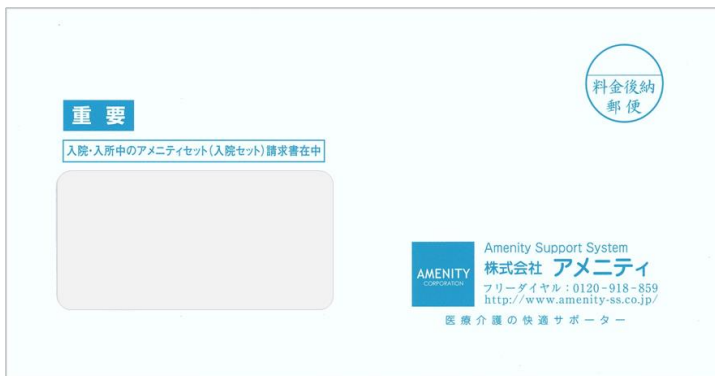 料金後納
郵便
重要
入院・入所中のアメニティセット(入院セット)請求書在中
AMENITY
CORPORATION
Amenity Support System
株式会社 アメニティ
フリーダイヤル:0120-918-859
http://www.amenity-ss.co.jp/
医療介護の快適サポーター